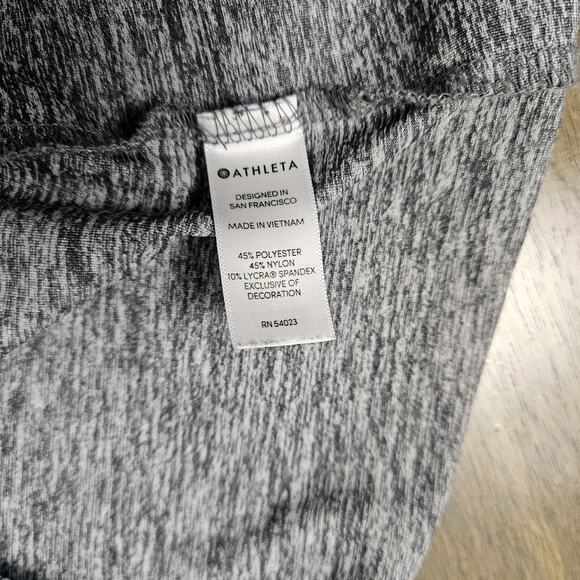 ATHLETA
DESIGNED IN
SAN FRANCISCO
MADE IN VIETNAM
45% POLYESTER
45% NYLON
10% LYCRA® SPANDEX
EXCLUSIVE OF
DECORATION
RN 54023